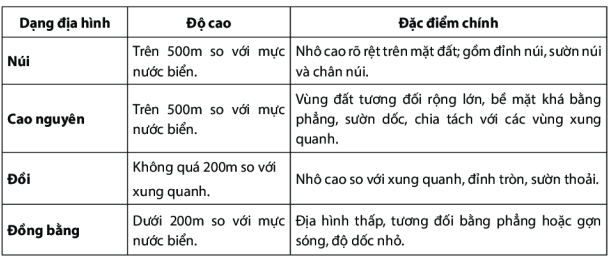 Dạng địa hình | Độ cao | Đặc điểm chính
Núi | Trên 500m so với mực nước biển. | Nhô cao rõ rệt trên mặt đất; gồm đỉnh núi, sườn núi và chân núi.
Cao nguyên | Trên 500m so với mực nước biển. | Vùng đất tương đối rộng lớn, bề mặt khá bằng phẳng, sườn dốc, chia tách với các vùng xung quanh.
Đồi | Không quá 200m so với xung quanh. | Nhô cao so với xung quanh, đỉnh tròn, sườn thoải.
Đồng bằng | Dưới 200m so với mực nước biển. | Địa hình thấp, tương đối bằng phẳng hoặc gợn sóng, độ dốc nhỏ.